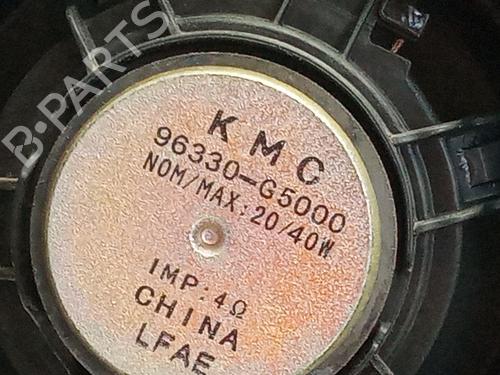 B-PARTS
KMC
96330-G5000
NOM/MAX:20/40W
IMP:4Ω
CHINA
LFAE